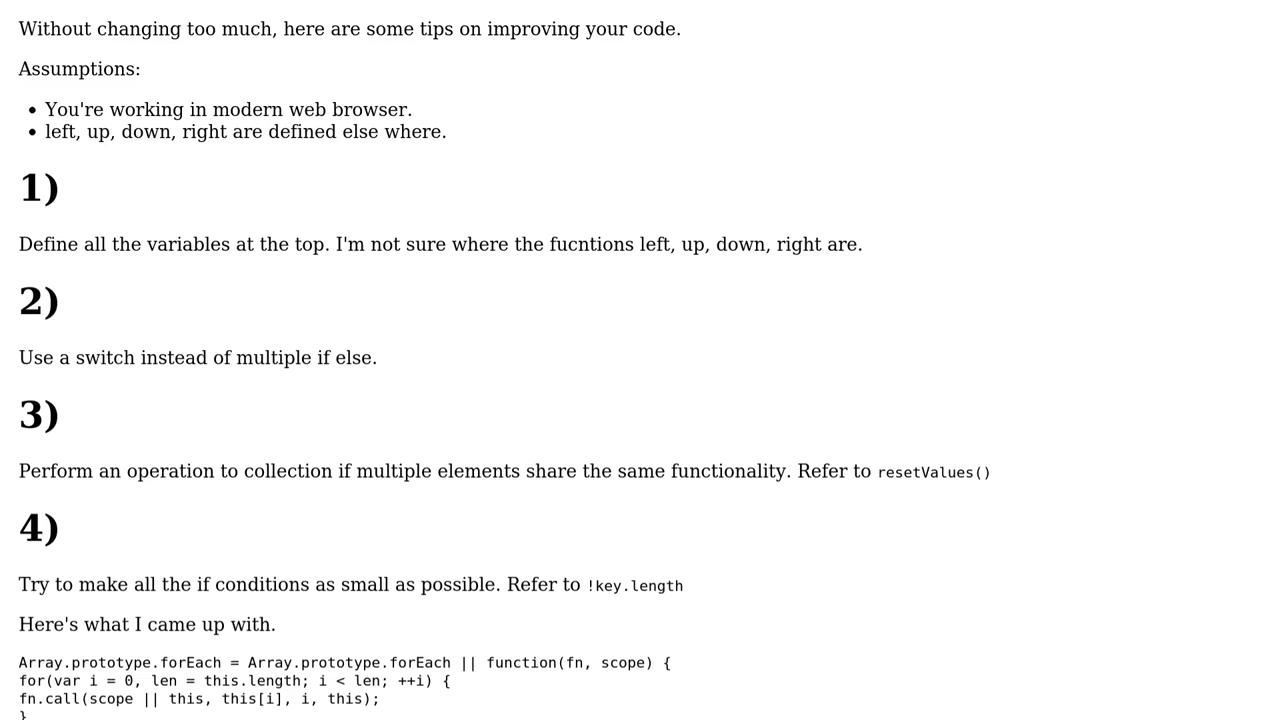 Without changing too much, here are some tips on improving your code.
Assumptions:
• You're working in modern web browser.
• left, up, down, right are defined else where.
1)
Define all the variables at the top. I'm not sure where the fucntions left, up, down, right are.
2)
Use a switch instead of multiple if else.
3)
Perform an operation to collection if multiple elements share the same functionality. Refer to resetValues()
4)
Try to make all the if conditions as small as possible. Refer to !key.length
Here's what I came up with.
Array.prototype.forEach = Array.prototype.forEach || function(fn, scope) {
for(var i = 0, len = this.length; i < len; ++i) {
fn.call(scope || this, this[i], i, this);
}